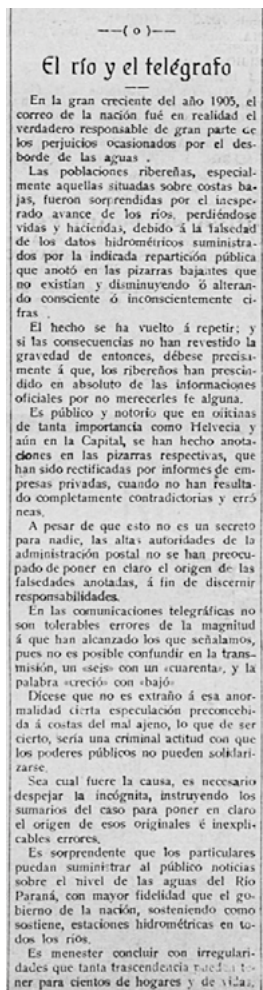 ——( o )——
El río y el telégrafo
En la gran creciente del año 1905, el
correo de la nación fué en realidad el
verdadero responsable de gran parte de
los perjuicios ocasionados por el des-
borde de las aguas .
Las poblaciones ribereñas, especial-
mente aquellas situadas sobre costas ba-
jas, fueron sorprendidas por el inespe-
rado avance de los ríos, perdiéndose
vidas y haciendas, debido á la falsedad
de los datos hidrométricos suministra-
dos por la indicada repartición pública
que anotó en las pizarras bajantes que
no existian y disminuyendo ó alteran-
do consciente ó inconscientemente ci-
fras .
El hecho se ha vuelto á repetir; y
si las consecuencias no han revestido la
gravedad de entonces, débese precisa-
mente á que, los ribereños han prescin-
dido en absoluto de las informaciones
oficiales por no merecerles fe alguna.
Es público y notorio que en oficinas
de tanta importancia como Helvecia y
aún en la Capital, se han hecho anota-
ciones en las pizarras respectivas, que
han sido rectificadas por informes de em-
presas privadas, cuando no han resulta-
do completamente contradictorias y erró
neas.
A pesar de que esto no es un secreto
para nadie, las altas autoridades de la
administración postal no se han preocu-
pado de poner en claro el origen de las
falsedades anotadas, á fin de discernir
responsabilidades.
En las comunicaciones telegráficas no
son tolerables errores de la magnitud
á que han alcanzado los que señalamos,
pues no es posible confundir en la trans-
misión, un «seis» con un «cuarenta», y la
palabra «creció» con «bajó»
Dícese que no es extraño á esa anor-
malidad cierta especulación preconcebi-
da á costas del mal ajeno, lo que de ser
cierto, sería una criminal actitud con que
los poderes públicos no pueden solidari-
zarse.
Sea cual fuere la causa, es necesario
despejar la incógnita, instruyendo los
sumarios del caso para poner en claro
el origen de esos originales é inexpli-
cables errores.
Es sorprendente que los particulares
puedan suministrar al público noticias
sobre el nivel de las aguas del Río
Paraná, con mayor fidelidad que el go-
bierno de la nación, sosteniendo como
sostiene, estaciones hidrométricas en to-
dos los ríos.
Es menester concluir con irregulari-
dades que tanta trascendencia pueden te-
ner para cientos de hogares y de vidas.